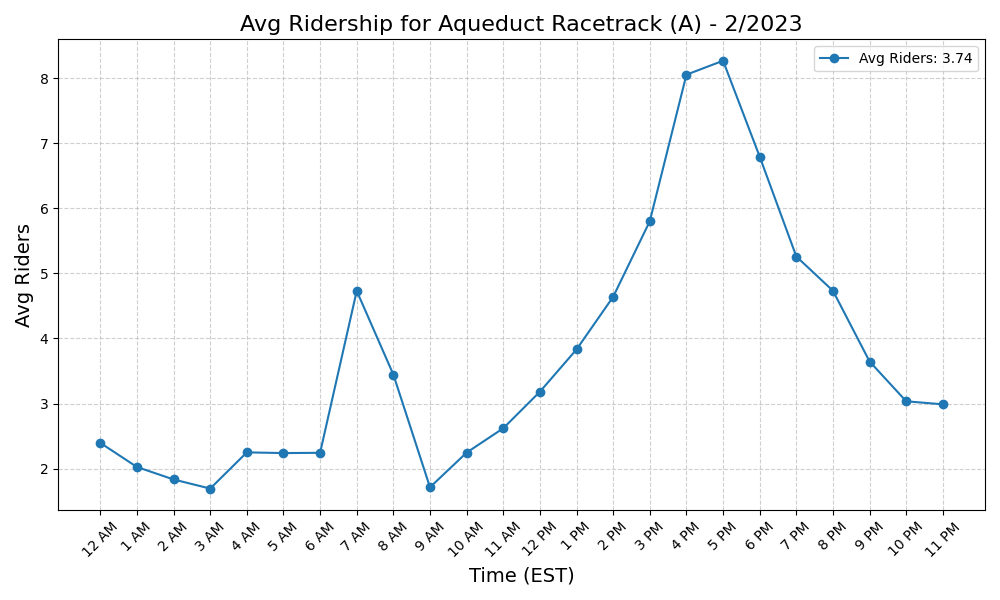 Avg Ridership for Aqueduct Racetrack (A) - 2/2023
Avg Riders: 3.74
Avg Riders
8
7
6
5
4
3
2
12 AM
1 AM
2 AM
3 AM
4 AM
5 AM
6 AM
7 AM
8 AM
9 AM
10 AM
11 AM
12 PM
1 PM
2 PM
3 PM
4 PM
5 PM
6 PM
7 PM
8 PM
9 PM
10 PM
11 PM
Time (EST)